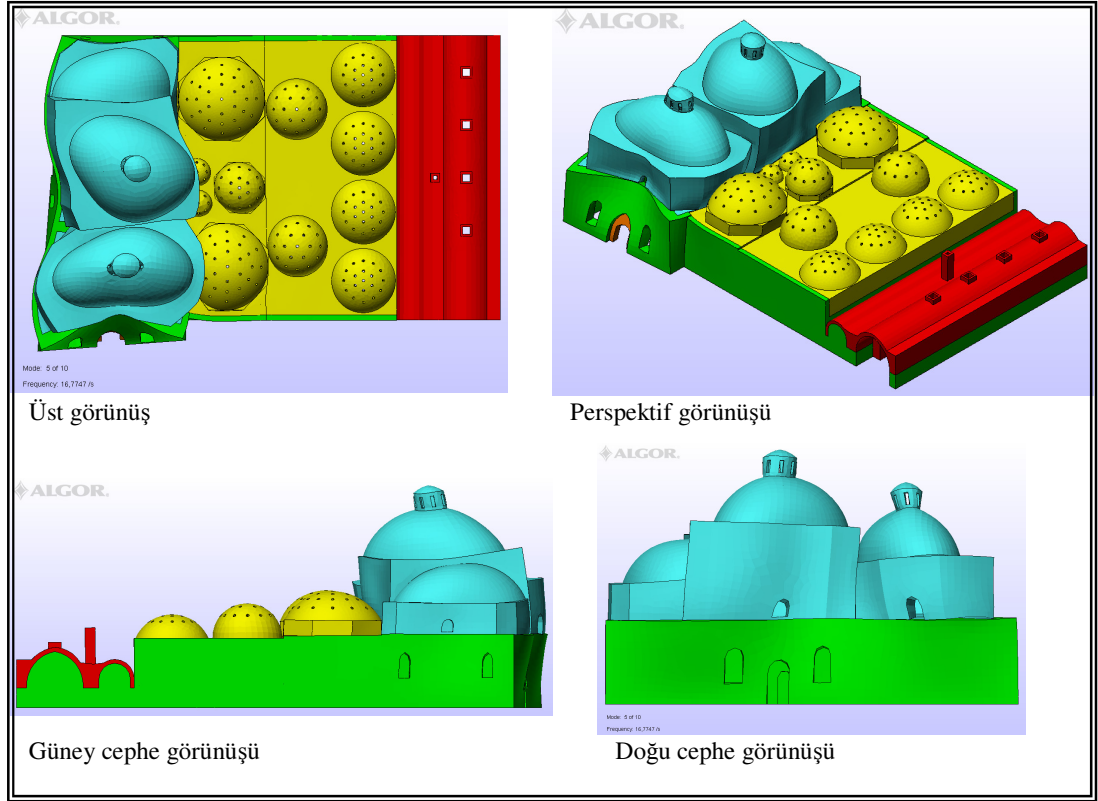 ALGOR.
ALGOR.
Mode: 5 of 10
Frequency: 16,7747 /s
Üst görünüş
Perspektif görünüşü
ALGOR.
ALGOR.
Mode: 5 of 10
Frequency: 16,7747 /s
Güney cephe görünüşü
Doğu cephe görünüşü